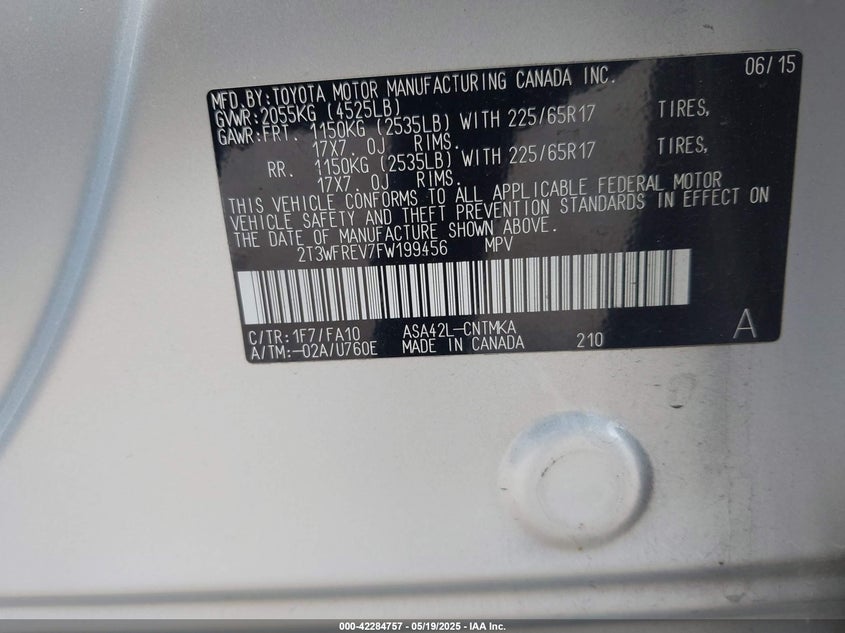 MFD.BY:TOYOTA MOTOR MANUFACTURING CANADA INC. 06/15
GVWR:2055KG (4525LB)
GAWR:FRT. 1150KG (2535LB) WITH 225/65R17 TIRES,
17X7.0J RIMS.
RR. 1150KG (2535LB) WITH 225/65R17 TIRES,
17X7.0J RIMS.
THIS VEHICLE CONFORMS TO ALL APPLICABLE FEDERAL MOTOR
VEHICLE SAFETY AND THEFT PREVENTION STANDARDS IN EFFECT ON
THE DATE OF MANUFACTURE SHOWN ABOVE.
2T3WFREV7FW199456 MPV
C/TR:1F7/FA10 ASA42L-CNTMKA A
A/TM:-02A/U760E MADE IN CANADA 210
000-42284757 - 05/19/2025 - IAA Inc.